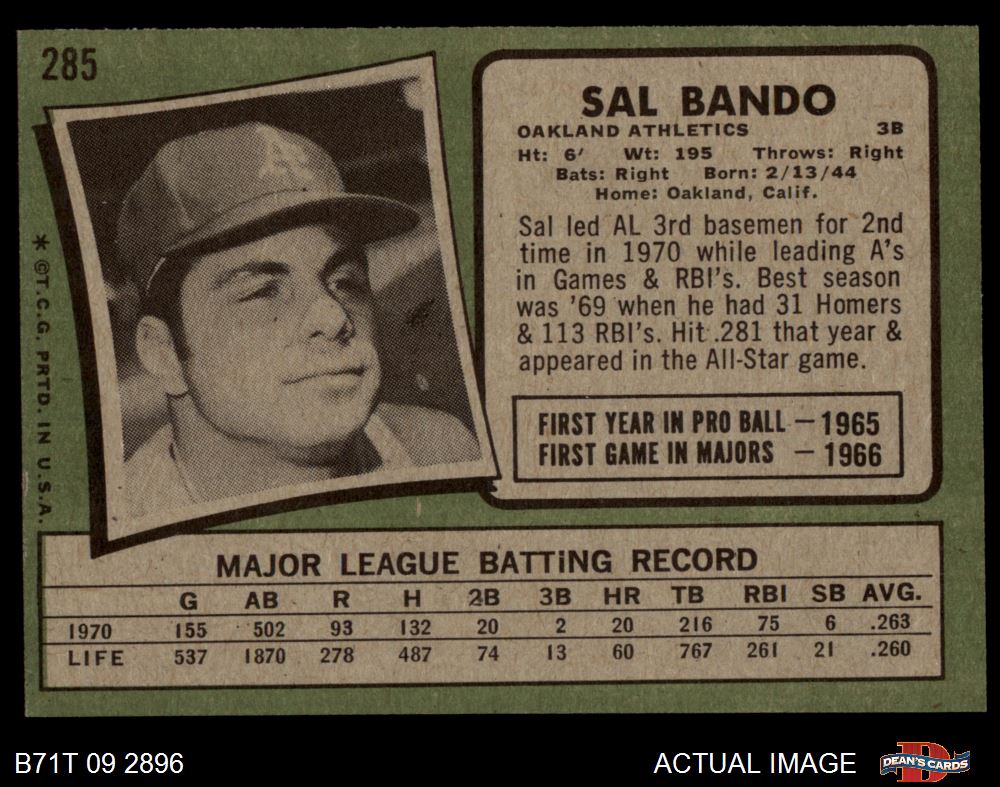 285
SAL BANDO
OAKLAND ATHLETICS 3B
Ht: 6' Wt: 195 Throws: Right
Bats: Right Born: 2/13/44
Home: Oakland, Calif.
Sal led AL 3rd basemen for 2nd
time in 1970 while leading A's
in Games & RBI's. Best season
was '69 when he had 31 Homers
& 113 RBI's. Hit .281 that year &
appeared in the All-Star game.
FIRST YEAR IN PRO BALL — 1965
FIRST GAME IN MAJORS — 1966
A's
* ©T.C.G. PRTD. IN U.S.A.
MAJOR LEAGUE BATTiNG RECORD
G AB R H 2B 3B HR TB RBI SB AVG.
1970 155 502 93 132 20 2 20 216 75 6 .263
LIFE 537 1870 278 487 74 13 60 767 261 21 .260
B71T 09 2896 ACTUAL IMAGE B DEAN'S CARDS